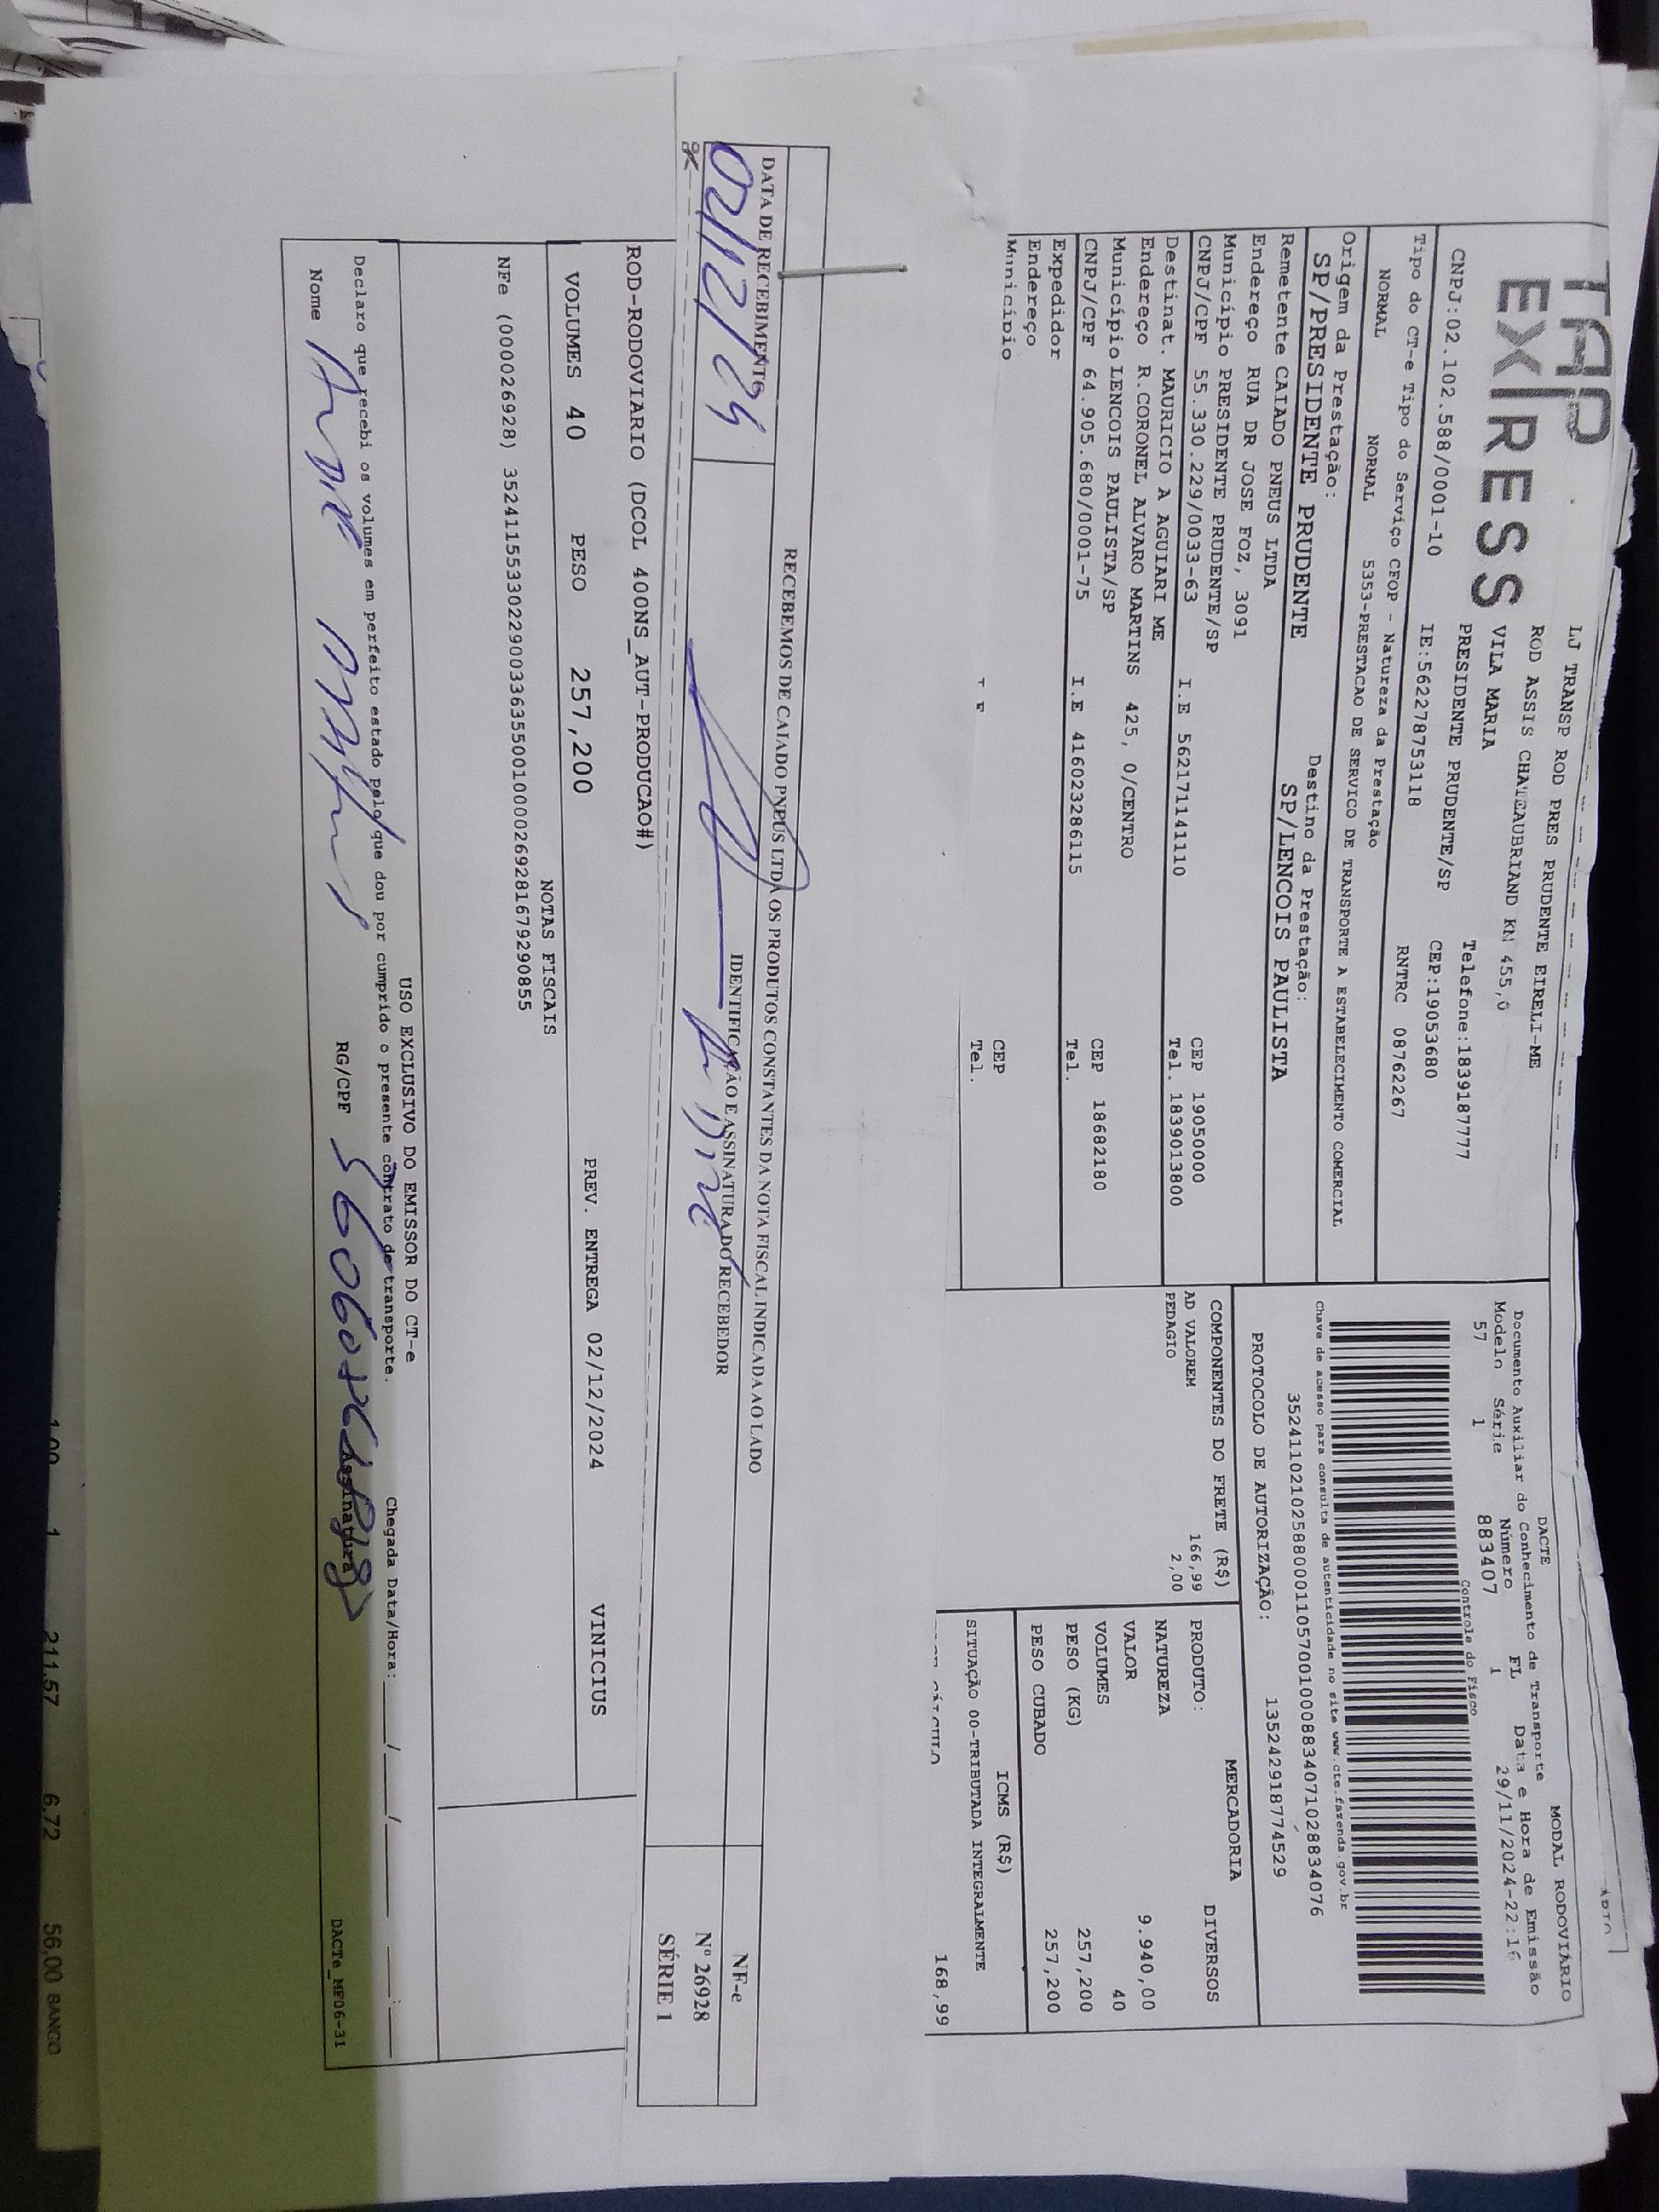 TAP EXPRESS
LJ TRANSP ROD PRES PRUDENTE EIRELI-ME
ROD ASSIS CHATEAUBRIAND KM 455,0
VILA MARIA
PRESIDENTE PRUDENTE/SP Telefone:1839187777
CNPJ:02.102.588/0001-10 IE:562278753118 CEP:19053680
RNTRC 08762267
Tipo do CT-e Tipo do Serviço CFOP - Natureza da Prestação
NORMAL NORMAL 5353-PRESTACAO DE SERVICO DE TRANSPORTE A ESTABELECIMENTO COMERCIAL
Origem da Prestação: Destino da Prestação:
SP/PRESIDENTE PRUDENTE SP/LENCOIS PAULISTA
Remetente CAIADO PNEUS LTDA
Endereço RUA DR JOSE FOZ, 3091
Município PRESIDENTE PRUDENTE/SP CEP 19050000
CNPJ/CPF 55.330.229/0033-63 I.E 562171141110 Tel. 1839013800
Destinat. MAURICIO A AGUIARI ME
Endereço R.CORONEL ALVARO MARTINS 425, 0/CENTRO
Município LENCOIS PAULISTA/SP CEP 18682180
CNPJ/CPF 64.905.680/0001-75 I.E 416023286115 Tel.
Expedidor
Endereço
Município CEP
Tel.
DACTE MODAL RODOVIÁRIO
Documento Auxiliar do Conhecimento de Transporte
Modelo Série Número FL Data e Hora de Emissão
57 1 883407 1 29/11/2024-22:16
Controle do Fisco
Chave de acesso para consulta de autenticidade no site www.cte.fazenda.gov.br
35241102102588000110570010008834071028834076
PROTOCOLO DE AUTORIZAÇÃO: 135242918774529
COMPONENTES DO FRETE (R$)
AD VALOREM 166,99
PEDAGIO 2,00
MERCADORIA
PRODUTO: DIVERSOS
NATUREZA
VALOR 9.940,00
VOLUMES 40
PESO (KG) 257,200
PESO CUBADO 257,200
ICMS (R$)
SITUAÇÃO 00-TRIBUTADA INTEGRALMENTE
168,99
RECEBEMOS DE CAIADO PNEUS LTDA OS PRODUTOS CONSTANTES DA NOTA FISCAL INDICADA AO LADO
DATA DE RECEBIMENTO IDENTIFICAÇÃO E ASSINATURA DO RECEBEDOR
02/12/24
NF-e
Nº 26928
SÉRIE 1
ROD-RODOVIARIO (DCOL 400NS_AUT-PRODUCAO#)
VOLUMES 40 PESO 257,200 PREV. ENTREGA 02/12/2024 VINICIUS
NOTAS FISCAIS
NFe (000026928) 35241155330229003363550010000269281679290855
USO EXCLUSIVO DO EMISSOR DO CT-e
Declaro que recebi os volumes em perfeito estado pelo que dou por cumprido o presente contrato de transporte. Chegada Data/Hora: ___/___/____ ___:___
Nome RG/CPF Assinatura
DACTe_MF06-31
1,00 1 211,57 6,72 56,00 BANCO